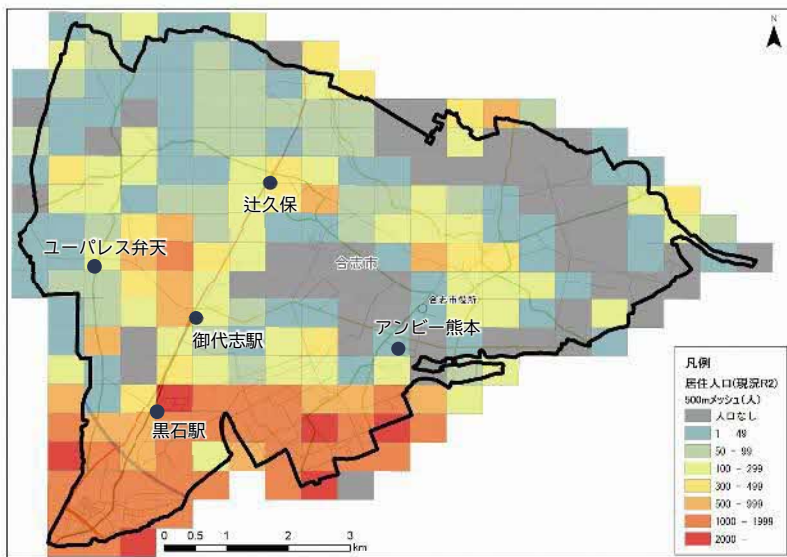 N
辻久保
ユーパレス弁天
合志市
合志市役所
御代志駅
アンビー熊本
黒石駅
凡例
居住人口(現況R2)
500mメッシュ(人)
人口なし
1 49
50 - 99
100 - 299
300 - 499
500 - 999
1000 - 1999
2000 -
0 0.5 1 2 3
km